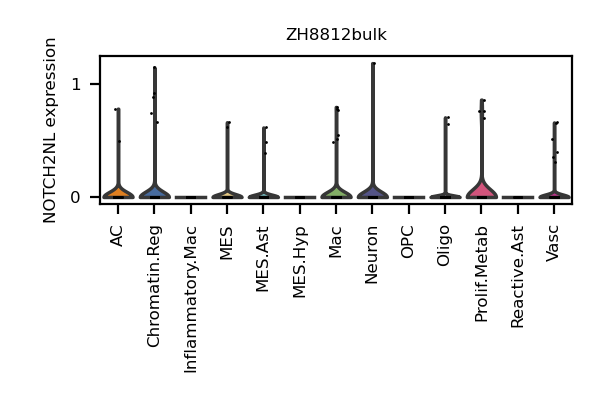 ZH8812bulk
NOTCH2NL expression
1
0
AC
Chromatin.Reg
Inflammatory.Mac
MES
MES.Ast
MES.Hyp
Mac
Neuron
OPC
Oligo
Prolif.Metab
Reactive.Ast
Vasc